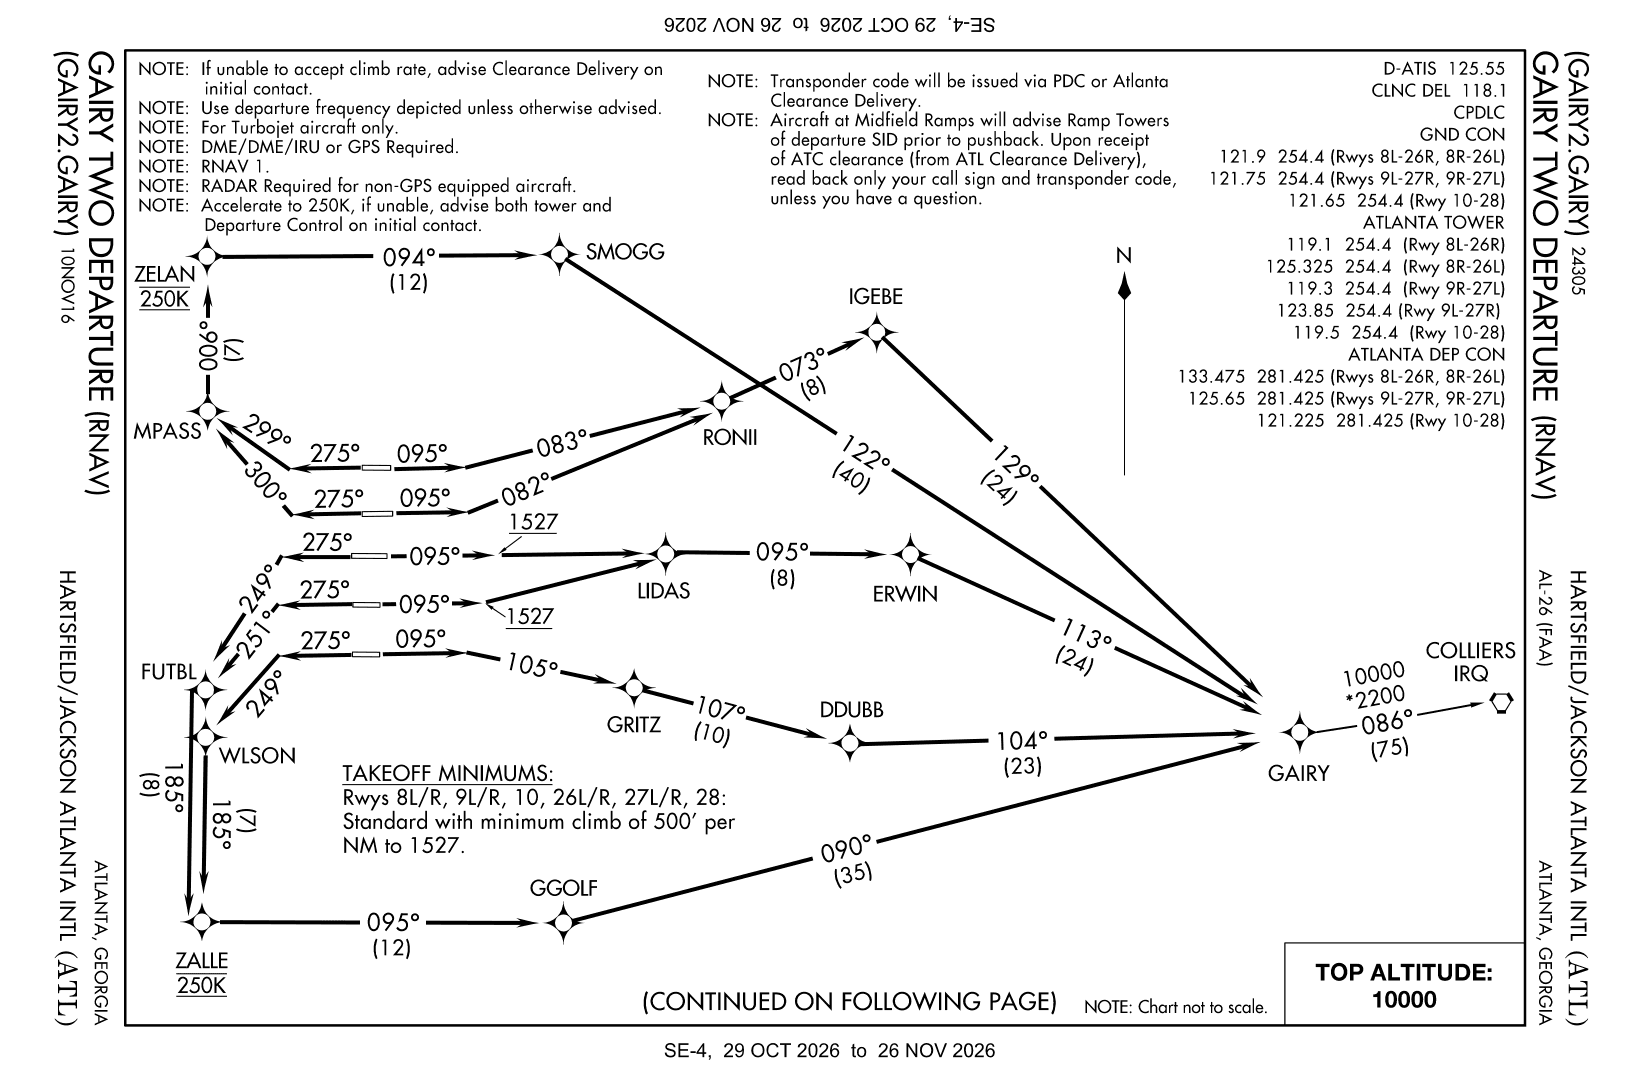 SE-4, 29 OCT 2026 to 26 NOV 2026
(GAIRY2.GAIRY) 10NOV16
GAIRY TWO DEPARTURE (RNAV)
HARTSFIELD/JACKSON ATLANTA INTL (ATL)
ATLANTA, GEORGIA
NOTE: If unable to accept climb rate, advise Clearance Delivery on
initial contact.
NOTE: Use departure frequency depicted unless otherwise advised.
NOTE: For Turbojet aircraft only.
NOTE: DME/DME/IRU or GPS Required.
NOTE: RNAV 1.
NOTE: RADAR Required for non-GPS equipped aircraft.
NOTE: Accelerate to 250K, if unable, advise both tower and
Departure Control on initial contact.
NOTE: Transponder code will be issued via PDC or Atlanta
Clearance Delivery.
NOTE: Aircraft at Midfield Ramps will advise Ramp Towers
of departure SID prior to pushback. Upon receipt
of ATC clearance (from ATL Clearance Delivery),
read back only your call sign and transponder code,
unless you have a question.
D-ATIS 125.55
CLNC DEL 118.1
CPDLC
GND CON
121.9 254.4 (Rwys 8L-26R, 8R-26L)
121.75 254.4 (Rwys 9L-27R, 9R-27L)
121.65 254.4 (Rwy 10-28)
ATLANTA TOWER
119.1 254.4 (Rwy 8L-26R)
125.325 254.4 (Rwy 8R-26L)
119.3 254.4 (Rwy 9R-27L)
123.85 254.4 (Rwy 9L-27R)
119.5 254.4 (Rwy 10-28)
ATLANTA DEP CON
133.475 281.425 (Rwys 8L-26R, 8R-26L)
125.65 281.425 (Rwys 9L-27R, 9R-27L)
121.225 281.425 (Rwy 10-28)
N
ZELAN
250K
094°
(12)
SMOGG
006°
(7)
MPASS
IGEBE
073°
(8)
RONII
299°
275°
095°
083°
300°
275°
095°
082°
122°
(40)
129°
(24)
1527
275°
095°
249°
LIDAS
095°
(8)
ERWIN
275°
095°
251°
1527
113°
(24)
275°
095°
249°
105°
FUTBL
WLSON
GRITZ
107°
(10)
DDUBB
104°
(23)
GAIRY
10000
*2200
086°
(75)
COLLIERS
IRQ
185°
(8)
(7)
185°
TAKEOFF MINIMUMS:
Rwys 8L/R, 9L/R, 10, 26L/R, 27L/R, 28:
Standard with minimum climb of 500’ per
NM to 1527.
090°
(35)
GGOLF
095°
(12)
ZALLE
250K
(CONTINUED ON FOLLOWING PAGE)
NOTE: Chart not to scale.
TOP ALTITUDE:
10000
(GAIRY2.GAIRY) 24305
GAIRY TWO DEPARTURE (RNAV)
AL-26 (FAA)
HARTSFIELD/JACKSON ATLANTA INTL (ATL)
ATLANTA, GEORGIA
SE-4, 29 OCT 2026 to 26 NOV 2026